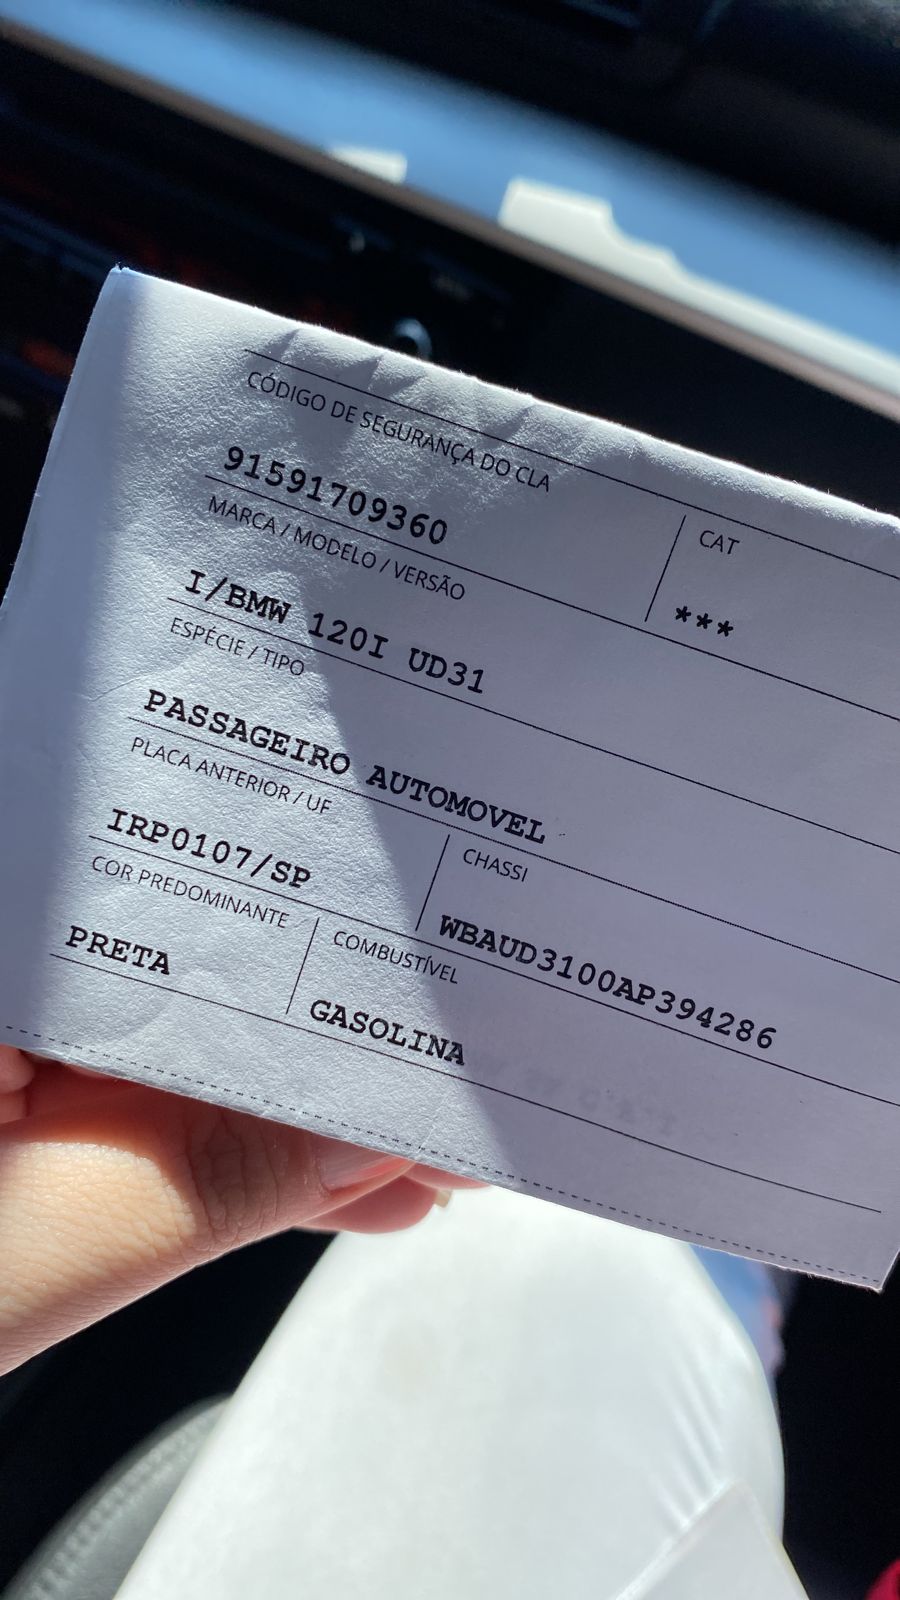 CÓDIGO DE SEGURANÇA DO CLA
CAT
91591709360
***
MARCA / MODELO / VERSÃO
I/BMW 120I UD31
ESPÉCIE / TIPO
PASSAGEIRO AUTOMOVEL
PLACA ANTERIOR / UF
CHASSI
IRP0107/SP
WBAUD3100AP394286
COR PREDOMINANTE
COMBUSTÍVEL
PRETA
GASOLINA